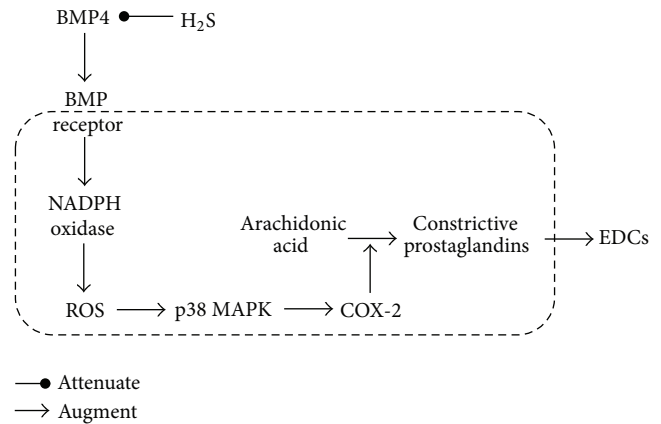 BMP4
H₂S
BMP
receptor
NADPH
oxidase
Arachidonic
acid
Constrictive
prostaglandins
EDCs
ROS
p38 MAPK
COX-2
Attenuate
Augment